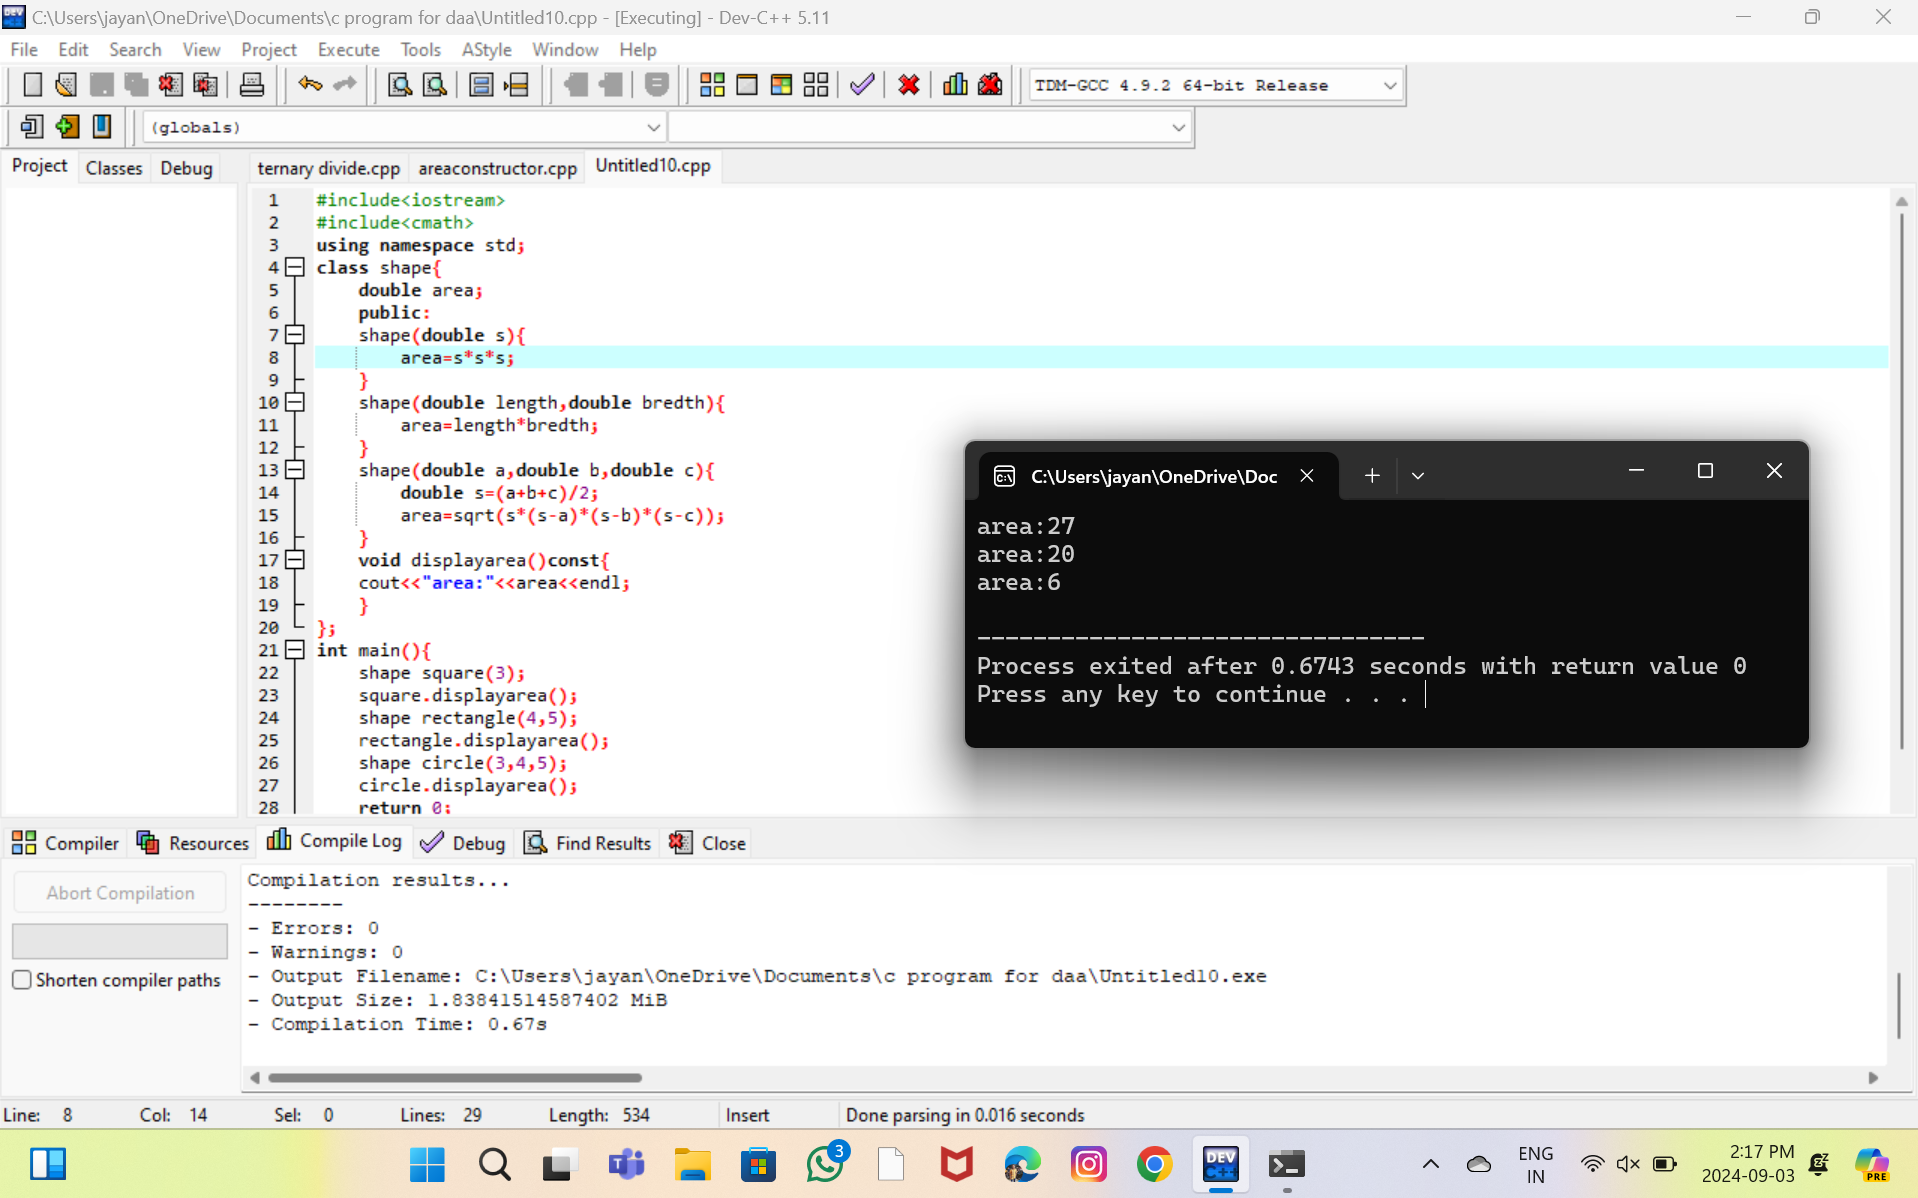 C:\Users\jayan\OneDrive\Documents\c program for daa\Untitled10.cpp - [Executing] - Dev-C++ 5.11
File Edit Search View Project Execute Tools AStyle Window Help
TDM-GCC 4.9.2 64-bit Release
(globals)
Project Classes Debug ternary divide.cpp areaconstructor.cpp Untitled10.cpp
1 #include<iostream>
2 #include<cmath>
3 using namespace std;
4 class shape{
5 double area;
6 public:
7 shape(double s){
8 area=s*s*s;
9 }
10 shape(double length,double bredth){
11 area=length*bredth;
12 }
13 shape(double a,double b,double c){
14 double s=(a+b+c)/2;
15 area=sqrt(s*(s-a)*(s-b)*(s-c));
16 }
17 void displayarea()const{
18 cout<<"area:"<<area<<endl;
19 }
20 };
21 int main(){
22 shape square(3);
23 square.displayarea();
24 shape rectangle(4,5);
25 rectangle.displayarea();
26 shape circle(3,4,5);
27 circle.displayarea();
28 return 0;
C:\Users\jayan\OneDrive\Doc
area:27
area:20
area:6
--------------------------------
Process exited after 0.6743 seconds with return value 0
Press any key to continue . . .
Compiler Resources Compile Log Debug Find Results Close
Abort Compilation
Shorten compiler paths
Compilation results...
--------
- Errors: 0
- Warnings: 0
- Output Filename: C:\Users\jayan\OneDrive\Documents\c program for daa\Untitled10.exe
- Output Size: 1.83841514587402 MiB
- Compilation Time: 0.67s
Line: 8 Col: 14 Sel: 0 Lines: 29 Length: 534 Insert Done parsing in 0.016 seconds
3
DEV C++
ENG
IN
2:17 PM
2024-09-03
PRE